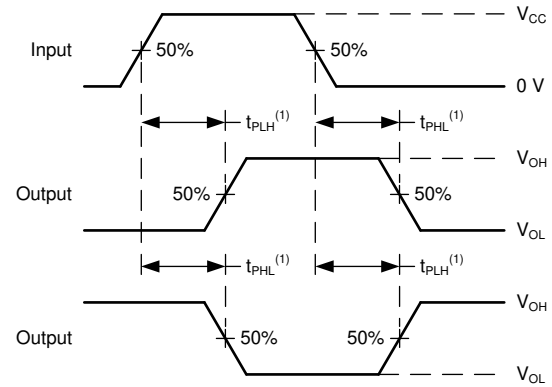 V_CC
Input 50% 50%
0 V
t_PLH^(1) t_PHL^(1)
V_OH
Output 50% 50%
V_OL
t_PHL^(1) t_PLH^(1)
V_OH
Output 50% 50%
V_OL